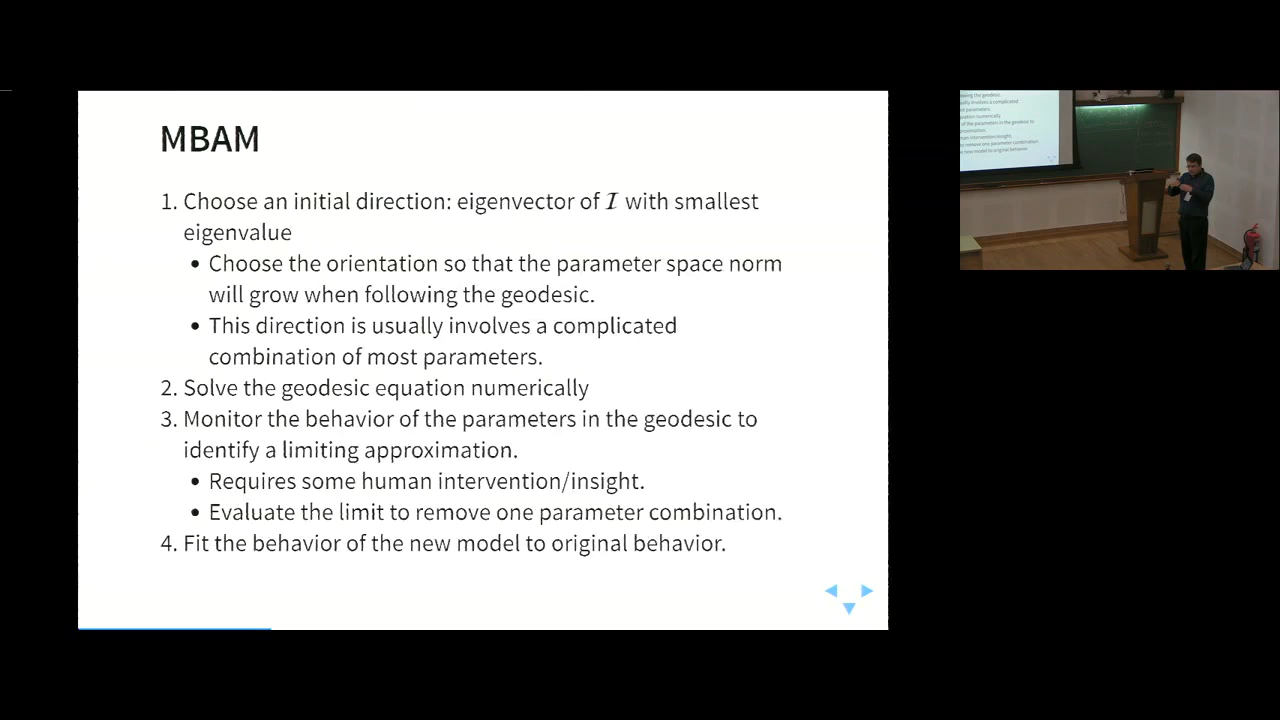 MBAM
1. Choose an initial direction: eigenvector of ℐ with smallest
eigenvalue
• Choose the orientation so that the parameter space norm
will grow when following the geodesic.
• This direction is usually involves a complicated
combination of most parameters.
2. Solve the geodesic equation numerically
3. Monitor the behavior of the parameters in the geodesic to
identify a limiting approximation.
• Requires some human intervention/insight.
• Evaluate the limit to remove one parameter combination.
4. Fit the behavior of the new model to original behavior.